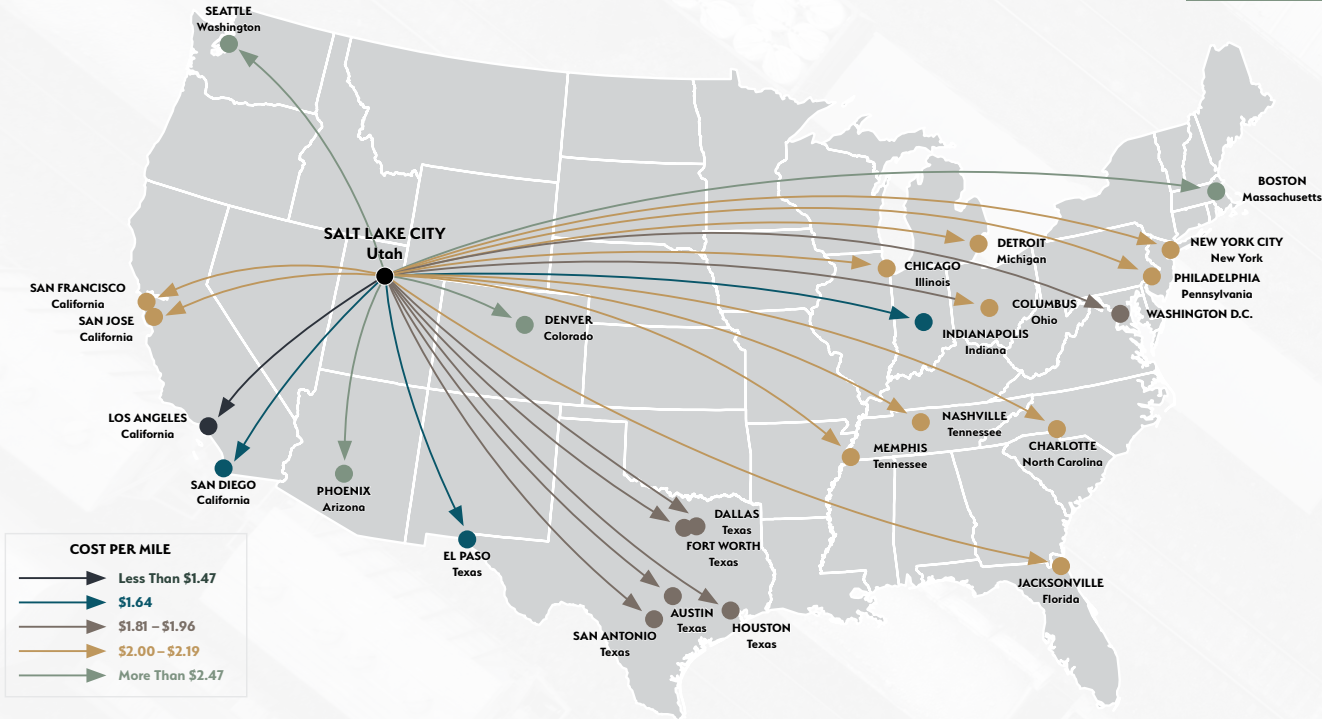 SEATTLE
Washington
BOSTON
Massachusetts
SALT LAKE CITY
Utah
DETROIT
Michigan
NEW YORK CITY
New York
CHICAGO
Illinois
PHILADELPHIA
Pennsylvania
SAN FRANCISCO
California
COLUMBUS
Ohio
WASHINGTON D.C.
SAN JOSE
California
DENVER
Colorado
INDIANAPOLIS
Indiana
LOS ANGELES
California
NASHVILLE
Tennessee
MEMPHIS
Tennessee
CHARLOTTE
North Carolina
SAN DIEGO
California
PHOENIX
Arizona
DALLAS
Texas
FORT WORTH
Texas
EL PASO
Texas
JACKSONVILLE
Florida
AUSTIN
Texas
HOUSTON
Texas
SAN ANTONIO
Texas
COST PER MILE
Less Than $1.47
$1.64
$1.81 – $1.96
$2.00 – $2.19
More Than $2.47